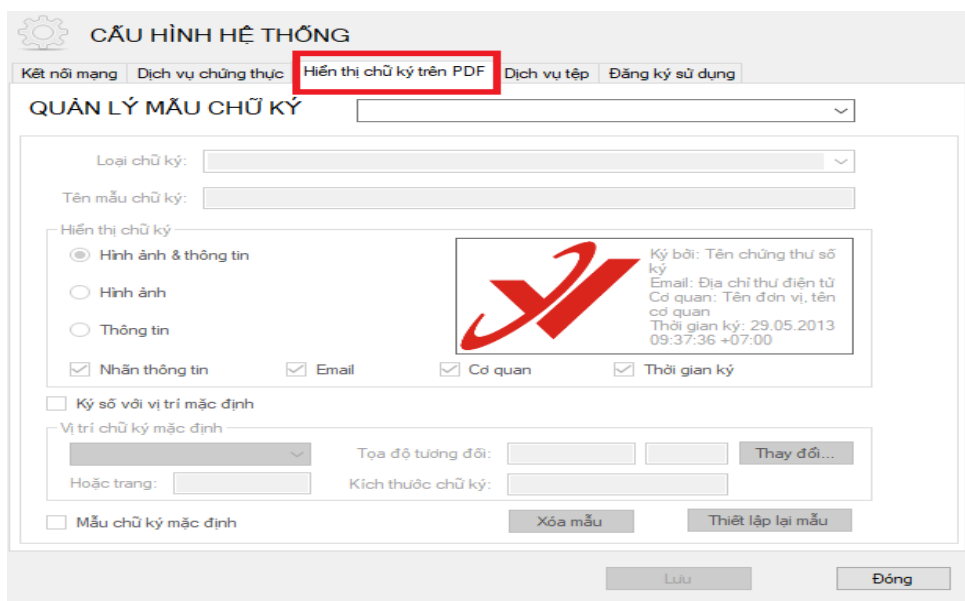 CẤU HÌNH HỆ THỐNG
Kết nối mạng Dịch vụ chứng thực Hiển thị chữ ký trên PDF Dịch vụ tệp Đăng ký sử dụng
QUẢN LÝ MẪU CHỮ KÝ
Loại chữ ký:
Tên mẫu chữ ký:
Hiển thị chữ ký
Hình ảnh & thông tin
Hình ảnh
Thông tin
Ký bởi: Tên chứng thư số
ký
Email: Địa chỉ thư điện tử
Cơ quan: Tên đơn vị, tên
cơ quan
Thời gian ký: 29.05.2013
09:37:36 +07:00
Nhãn thông tin Email Cơ quan Thời gian ký
Ký số với vị trí mặc định
Vị trí chữ ký mặc định
Tọa độ tương đối: Thay đổi...
Hoặc trang: Kích thước chữ ký:
Mẫu chữ ký mặc định Xóa mẫu Thiết lập lại mẫu
Lưu Đóng